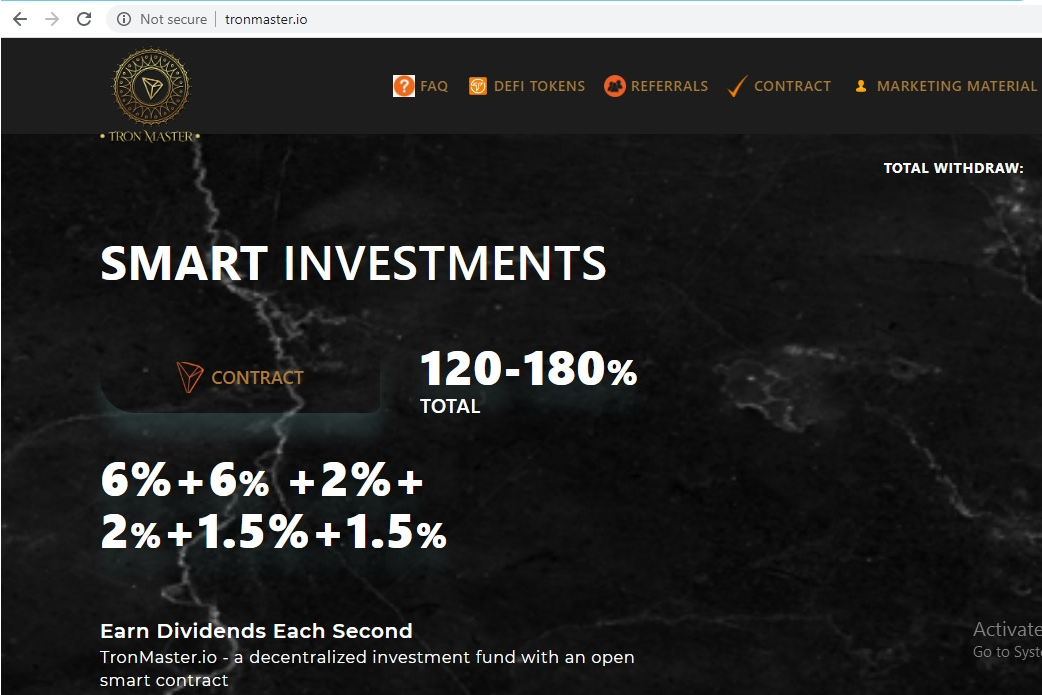 Not secure | tronmaster.io
? FAQ DEFI TOKENS REFERRALS CONTRACT MARKETING MATERIAL
• TRON MASTER •
TOTAL WITHDRAW:
SMART INVESTMENTS
120-180%
CONTRACT
TOTAL
6%+6% +2%+
2%+1.5%+1.5%
Earn Dividends Each Second
TronMaster.io - a decentralized investment fund with an open
smart contract
Activate
Go to Syst